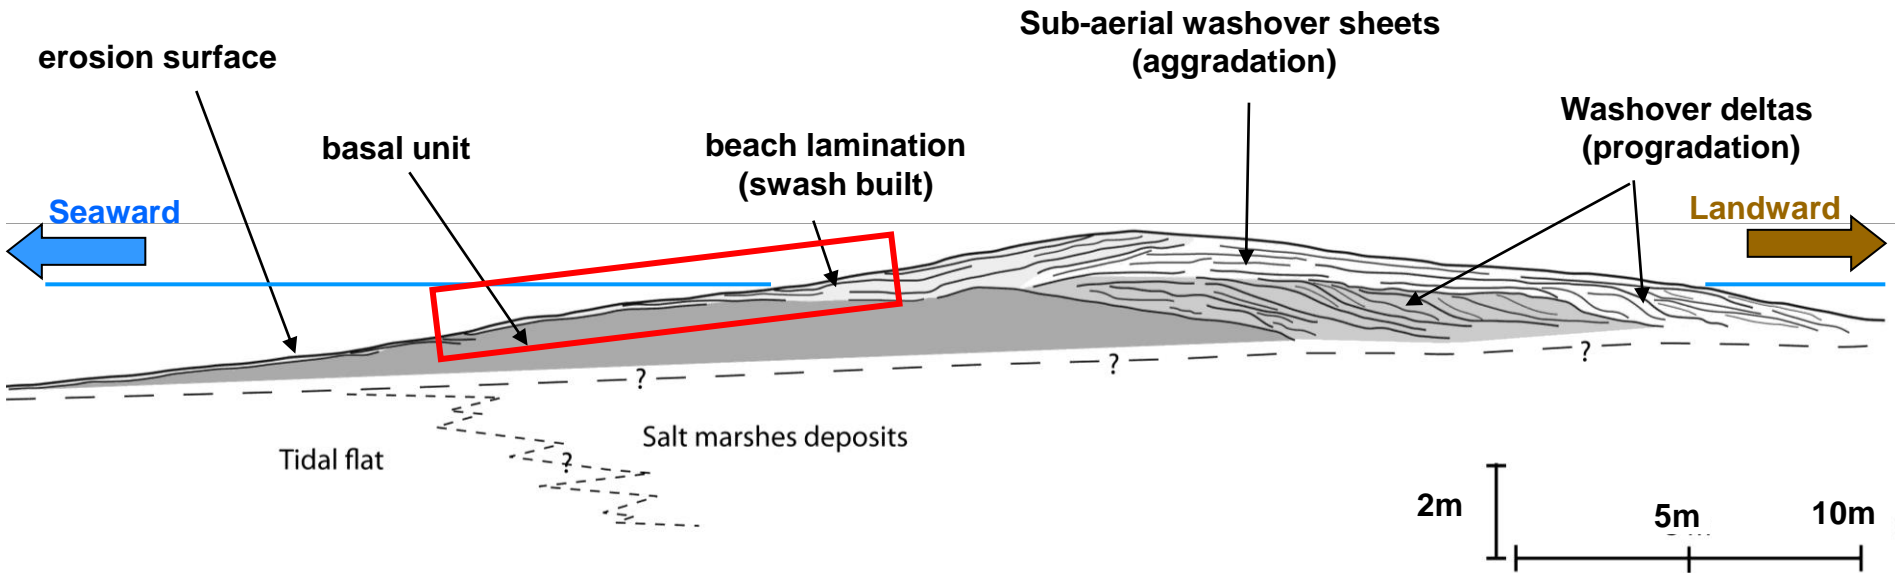 Sub-aerial washover sheets
(aggradation)
erosion surface
Washover deltas
(progradation)
basal unit
beach lamination
(swash built)
Seaward
Landward
?
?
?
Salt marshes deposits
Tidal flat
?
2m
5m
10m